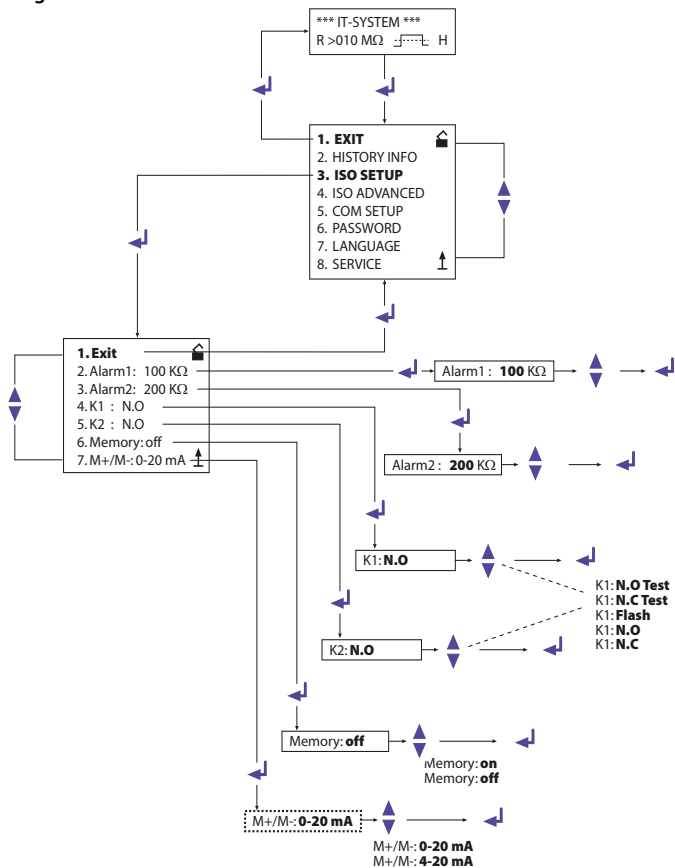 *** IT-SYSTEM ***
R >010 MΩ H
1. EXIT
2. HISTORY INFO
3. ISO SETUP
4. ISO ADVANCED
5. COM SETUP
6. PASSWORD
7. LANGUAGE
8. SERVICE
1. Exit
2. Alarm1: 100 KΩ
3. Alarm2: 200 KΩ
4. K1 : N.O
5. K2 : N.O
6. Memory: off
7. M+/M-: 0-20 mA
Alarm1 : 100 KΩ
Alarm2 : 200 KΩ
K1: N.O
K1: N.O Test
K1: N.C Test
K1: Flash
K1: N.O
K1: N.C
K2: N.O
Memory: off
Memory: on
Memory: off
M+/M-: 0-20 mA
M+/M-: 0-20 mA
M+/M-: 4-20 mA